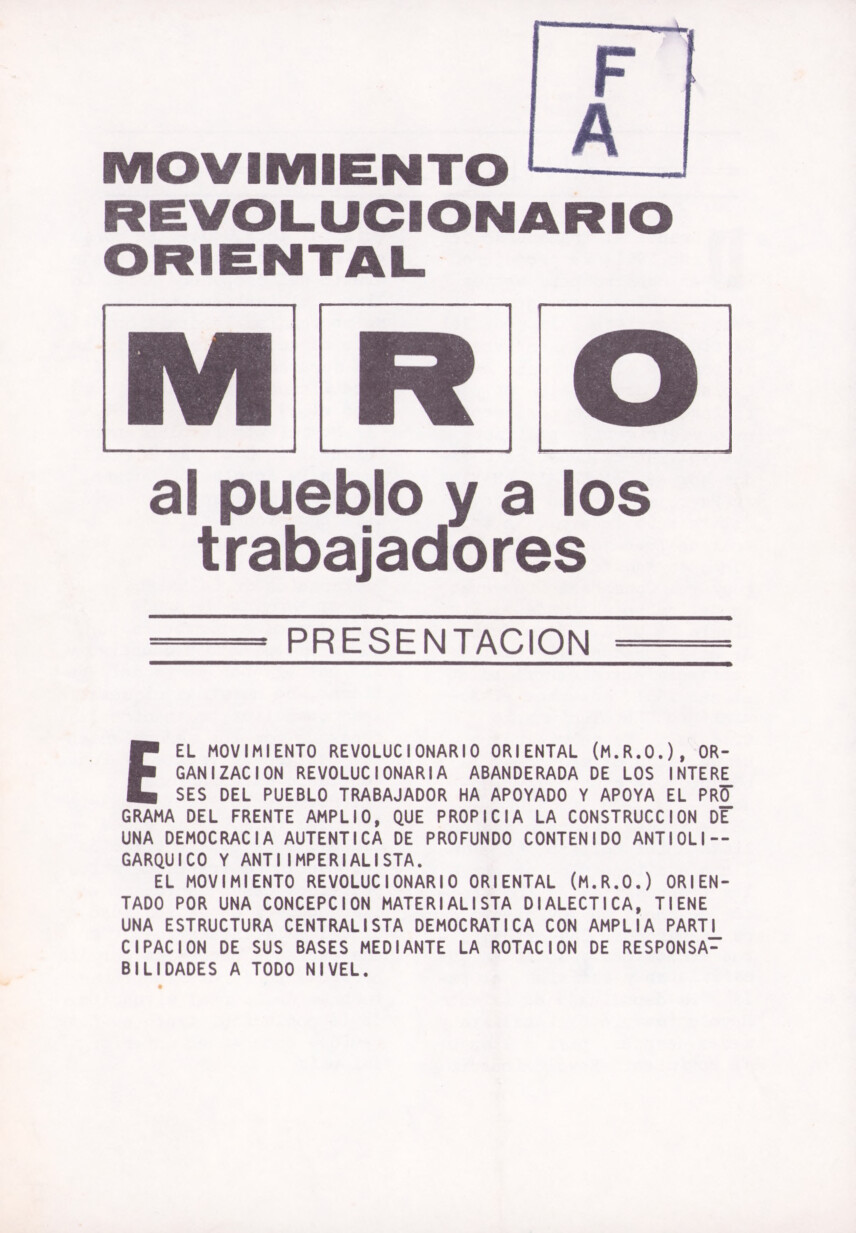 F
A
MOVIMIENTO
REVOLUCIONARIO
ORIENTAL
M R O
al pueblo y a los
trabajadores
PRESENTACION
E EL MOVIMIENTO REVOLUCIONARIO ORIENTAL (M.R.O.), OR-
GANIZACION REVOLUCIONARIA ABANDERADA DE LOS INTERE
SES DEL PUEBLO TRABAJADOR HA APOYADO Y APOYA EL PRO
GRAMA DEL FRENTE AMPLIO, QUE PROPICIA LA CONSTRUCCION DE
UNA DEMOCRACIA AUTENTICA DE PROFUNDO CONTENIDO ANTIOLI--
GARQUICO Y ANTIIMPERIALISTA.
EL MOVIMIENTO REVOLUCIONARIO ORIENTAL (M.R.O.) ORIEN-
TADO POR UNA CONCEPCION MATERIALISTA DIALECTICA, TIENE
UNA ESTRUCTURA CENTRALISTA DEMOCRATICA CON AMPLIA PARTI
CIPACION DE SUS BASES MEDIANTE LA ROTACION DE RESPONSA-
BILIDADES A TODO NIVEL.